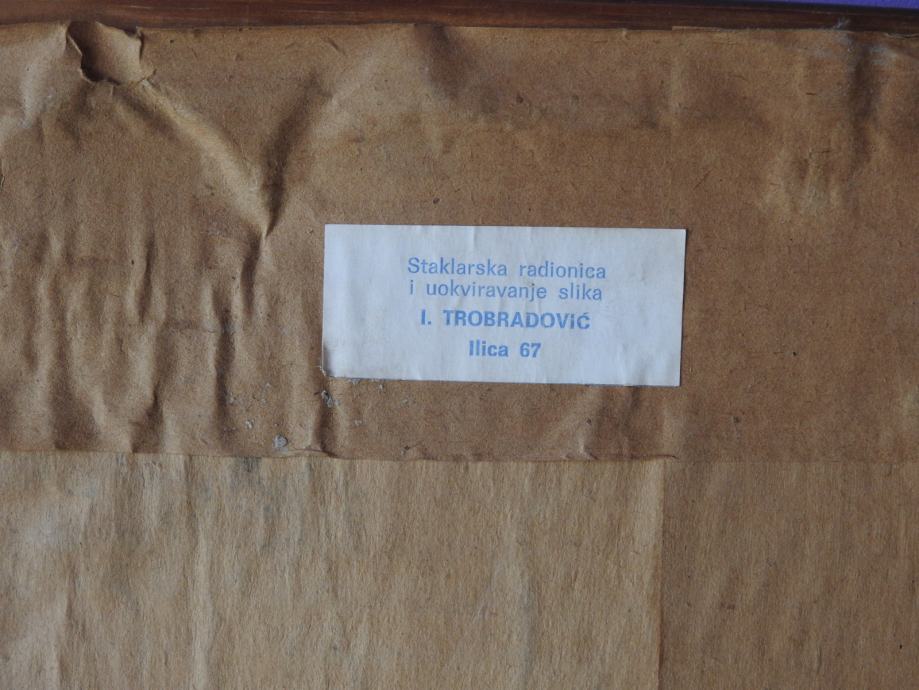 Staklarska radionica
i uokviravanje slika
I. TROBRADOViĆ
Ilica 67